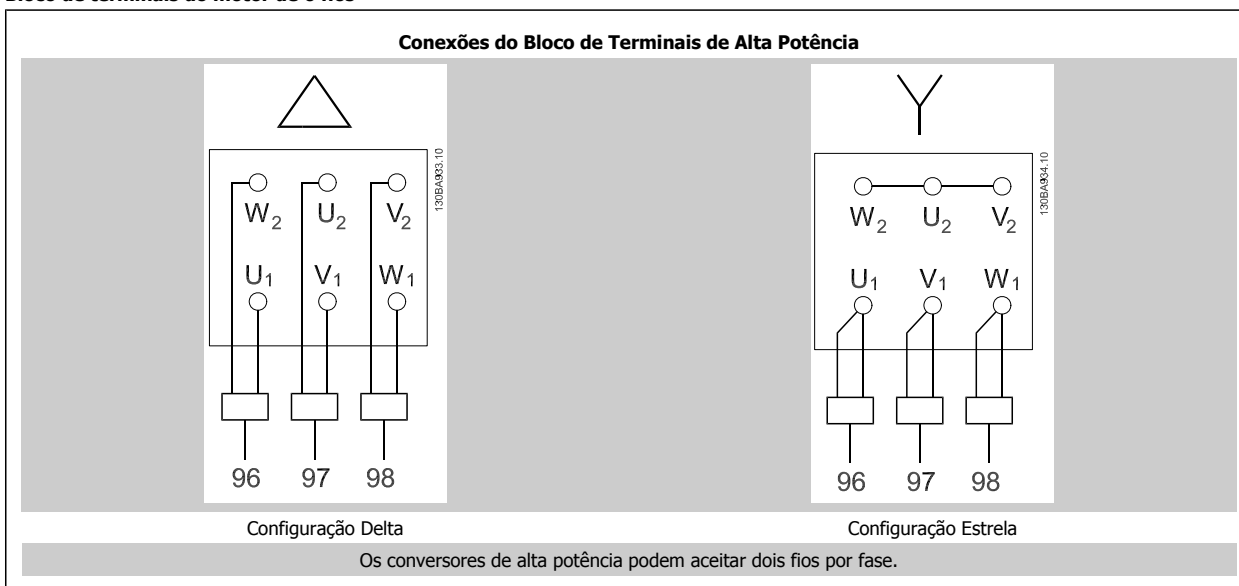 Conexões do Bloco de Terminais de Alta Potência
130BA933.10
W2 U2 V2
U1 V1 W1
96 97 98
Configuração Delta
130BA934.10
W2 U2 V2
U1 V1 W1
96 97 98
Configuração Estrela
Os conversores de alta potência podem aceitar dois fios por fase.